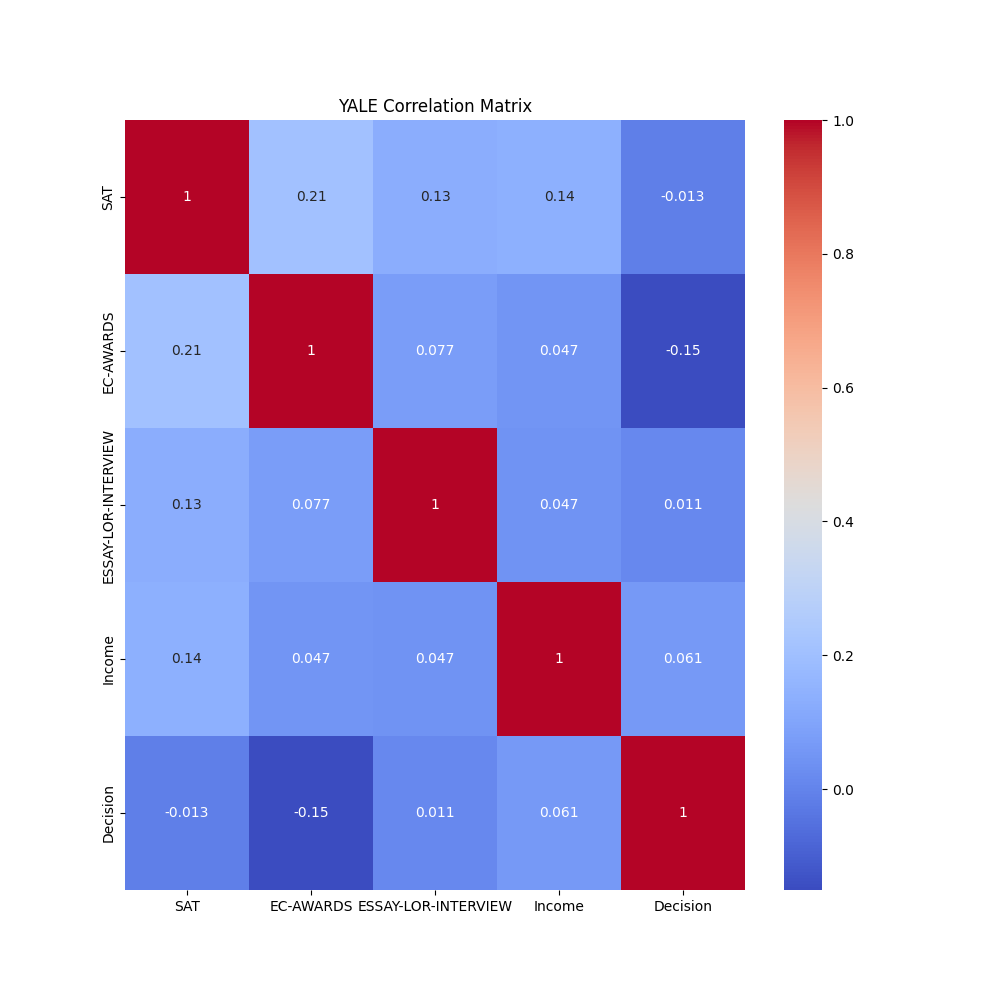 YALE Correlation Matrix
SAT 1 0.21 0.13 0.14 -0.013
EC-AWARDS 0.21 1 0.077 0.047 -0.15
ESSAY-LOR-INTERVIEW 0.13 0.077 1 0.047 0.011
Income 0.14 0.047 0.047 1 0.061
Decision -0.013 -0.15 0.011 0.061 1
SAT EC-AWARDS ESSAY-LOR-INTERVIEW Income Decision
1.0
0.8
0.6
0.4
0.2
0.0